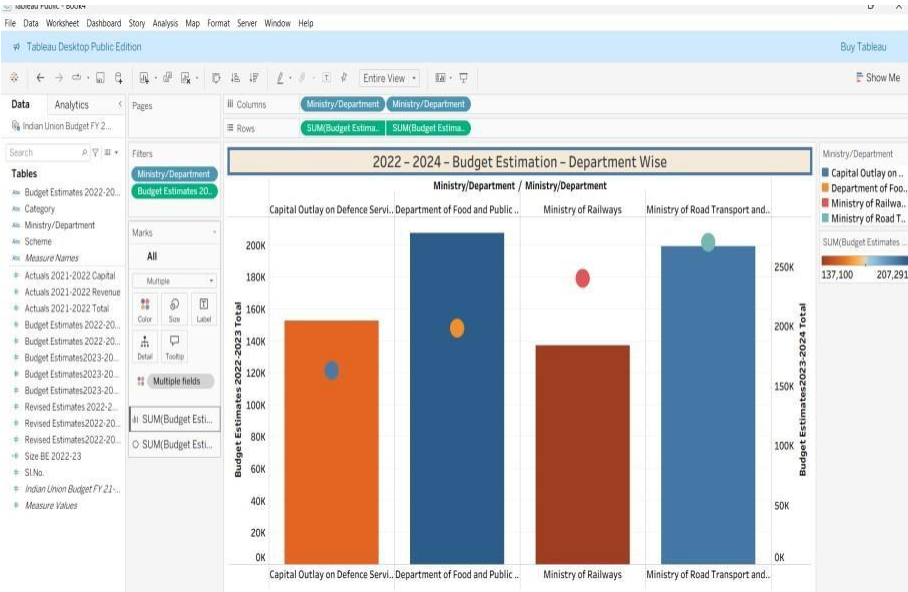 Tableau Public - Book4
File Data Worksheet Dashboard Story Analysis Map Format Server Window Help
Tableau Desktop Public Edition Buy Tableau
Entire View Show Me
Data Analytics
Indian Union Budget FY 2...
Search
Tables
Abc Budget Estimates 2022-20...
Abc Category
Abc Ministry/Department
Abc Scheme
Abc Measure Names
# Actuals 2021-2022 Capital
# Actuals 2021-2022 Revenue
# Actuals 2021-2022 Total
# Budget Estimates 2022-20...
# Budget Estimates 2022-20...
# Budget Estimates2023-20...
# Budget Estimates2023-20...
# Budget Estimates2023-20...
# Revised Estimates 2022-2...
# Revised Estimates2022-20...
# Revised Estimates2022-20...
Size BE 2022-23
# Sl.No.
# Indian Union Budget FY 21-...
# Measure Values
Pages
Filters
Ministry/Department
Budget Estimates 20..
Marks
All
Multiple
Color Size Label
Detail Tooltip
Multiple fields
SUM(Budget Esti...
SUM(Budget Esti...
Columns Ministry/Department Ministry/Department
Rows SUM(Budget Estima.. SUM(Budget Estima..
2022 – 2024 – Budget Estimation – Department Wise
Ministry/Department / Ministry/Department
Capital Outlay on Defence Servi.. Department of Food and Public .. Ministry of Railways Ministry of Road Transport and..
Budget Estimates 2022-2023 Total
200K
180K
160K
140K
120K
100K
80K
60K
40K
20K
0K
250K
200K
150K
100K
50K
0K
Budget Estimates2023-2024 Total
Capital Outlay on Defence Servi.. Department of Food and Public .. Ministry of Railways Ministry of Road Transport and..
Ministry/Department
Capital Outlay on ..
Department of Foo..
Ministry of Railwa..
Ministry of Road T..
SUM(Budget Estimates ...
137,100 207,291